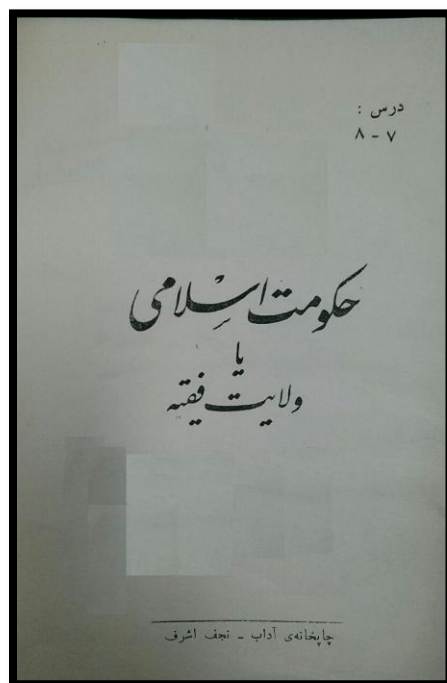 درس :
۷ - ۸
حکومت اسلامی
یا
ولایت فقیه
چاپخانه‌ی آداب - نجف اشرف